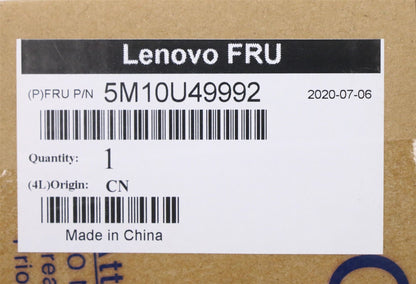 Lenovo FRU
(P)FRU P/N 5M10U49992 2020-07-06
Quantity: 1
(4L)Origin: CN
Made in China